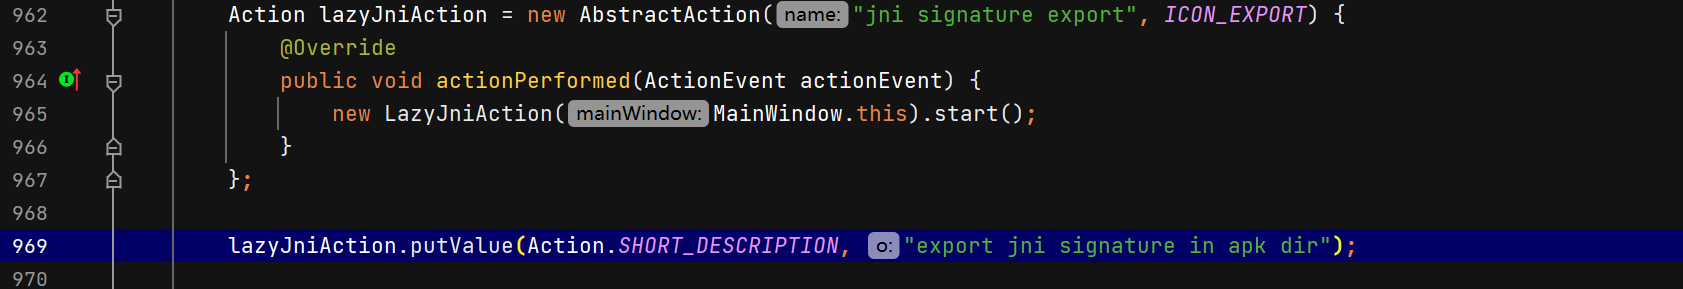 962 Action lazyJniAction = new AbstractAction( name: "jni signature export", ICON_EXPORT) {
963 @Override
964 public void actionPerformed(ActionEvent actionEvent) {
965 new LazyJniAction( mainWindow: MainWindow.this).start();
966 }
967 };
968
969 lazyJniAction.putValue(Action.SHORT_DESCRIPTION, o: "export jni signature in apk dir");
970